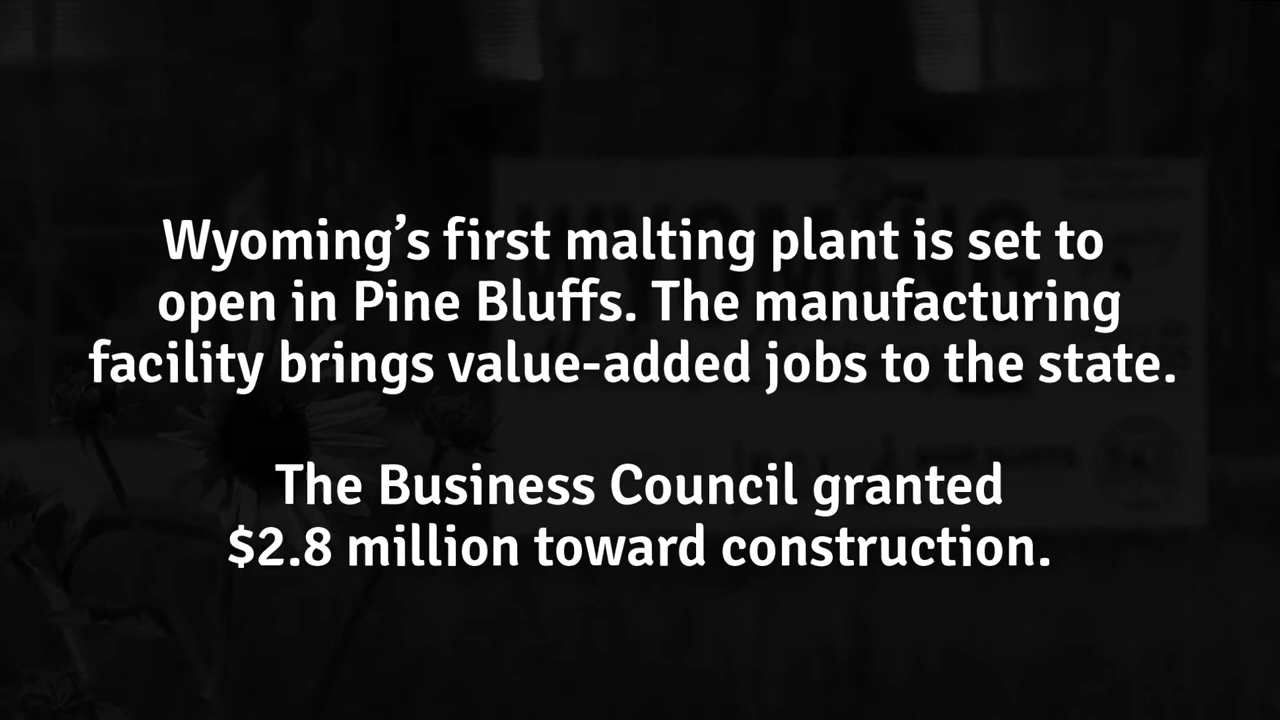 Wyoming’s first malting plant is set to
open in Pine Bluffs. The manufacturing
facility brings value-added jobs to the state.
The Business Council granted
$2.8 million toward construction.